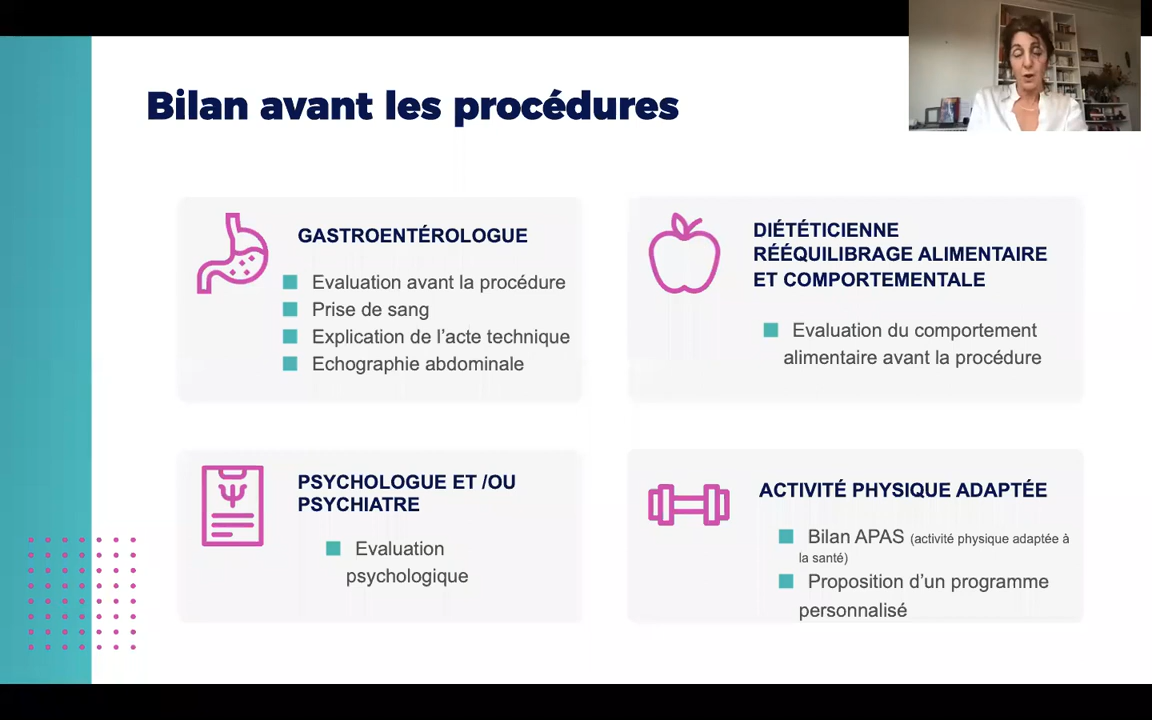 Bilan avant les procédures
GASTROENTÉROLOGUE
Evaluation avant la procédure
Prise de sang
Explication de l'acte technique
Echographie abdominale
DIÉTÉTICIENNE
RÉÉQUILIBRAGE ALIMENTAIRE
ET COMPORTEMENTALE
Evaluation du comportement
alimentaire avant la procédure
PSYCHOLOGUE ET /OU
PSYCHIATRE
Evaluation
psychologique
ACTIVITÉ PHYSIQUE ADAPTÉE
Bilan APAS (activité physique adaptée à
la santé)
Proposition d'un programme
personnalisé